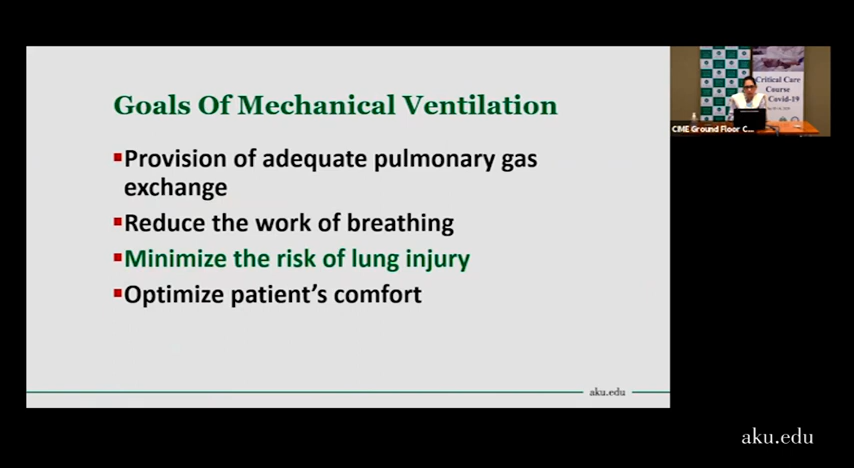 Goals Of Mechanical Ventilation
Provision of adequate pulmonary gas
exchange
Reduce the work of breathing
Minimize the risk of lung injury
Optimize patient's comfort
aku.edu
Critical Care
Course
Covid-19
CIME Ground Floor C...
aku.edu